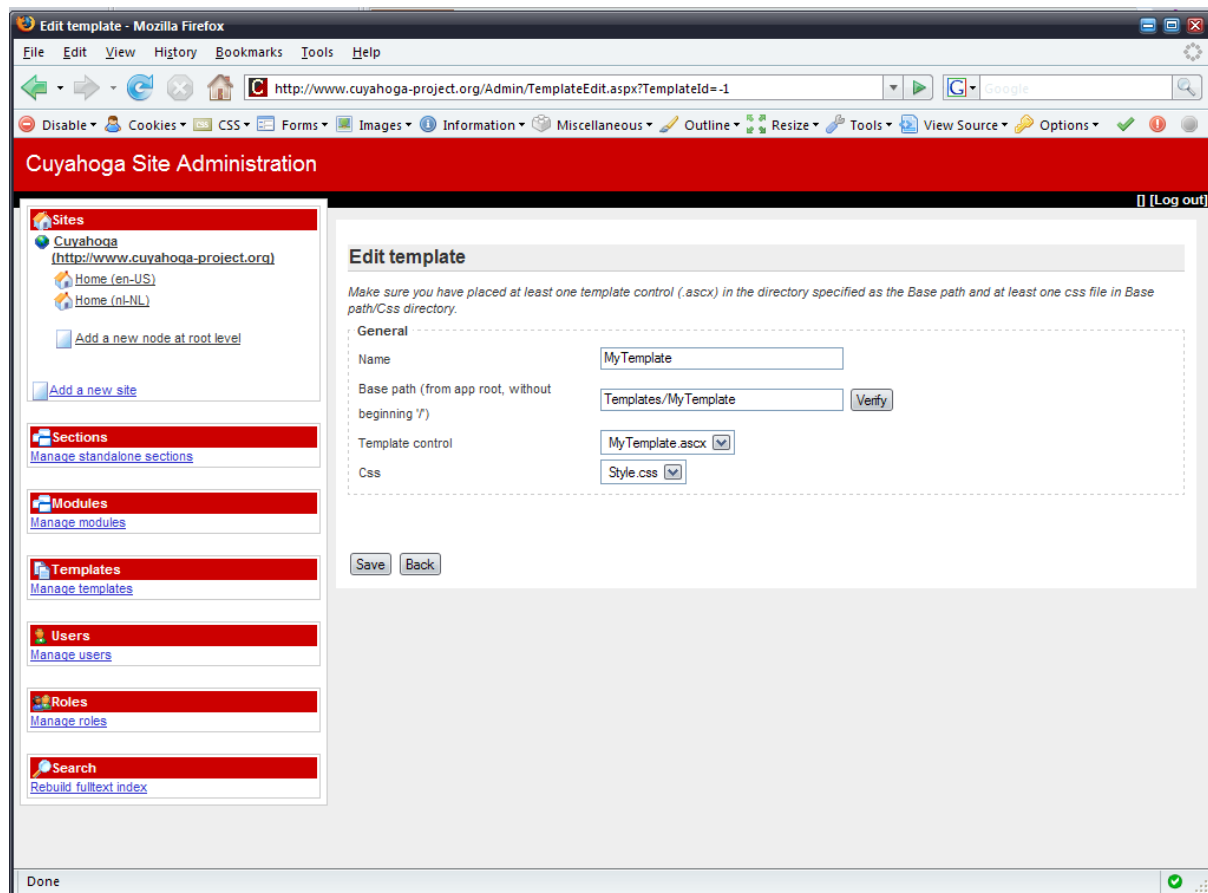 Edit template - Mozilla Firefox
File Edit View History Bookmarks Tools Help
http://www.cuyahoga-project.org/Admin/TemplateEdit.aspx?TemplateId=-1
G
Google
Disable Cookies CSS Forms Images Information Miscellaneous Outline Resize Tools View Source Options
Cuyahoga Site Administration
[] [Log out]
Sites
Cuyahoga
(http://www.cuyahoga-project.org)
Home (en-US)
Home (nl-NL)
Add a new node at root level
Add a new site
Sections
Manage standalone sections
Modules
Manage modules
Templates
Manage templates
Users
Manage users
Roles
Manage roles
Search
Rebuild fulltext index
Edit template
Make sure you have placed at least one template control (.ascx) in the directory specified as the Base path and at least one css file in Base
path/Css directory.
General
Name
MyTemplate
Base path (from app root, without
beginning '/')
Templates/MyTemplate
Verify
Template control
MyTemplate.ascx
Css
Style.css
Save Back
Done